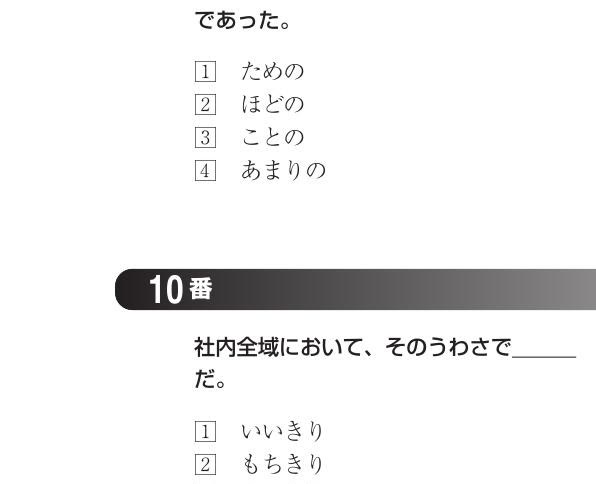 であった。
1 ための
2 ほどの
3 ことの
4 あまりの
10番
社内全域において、そのうわさで______
だ。
1 いいきり
2 もちきり